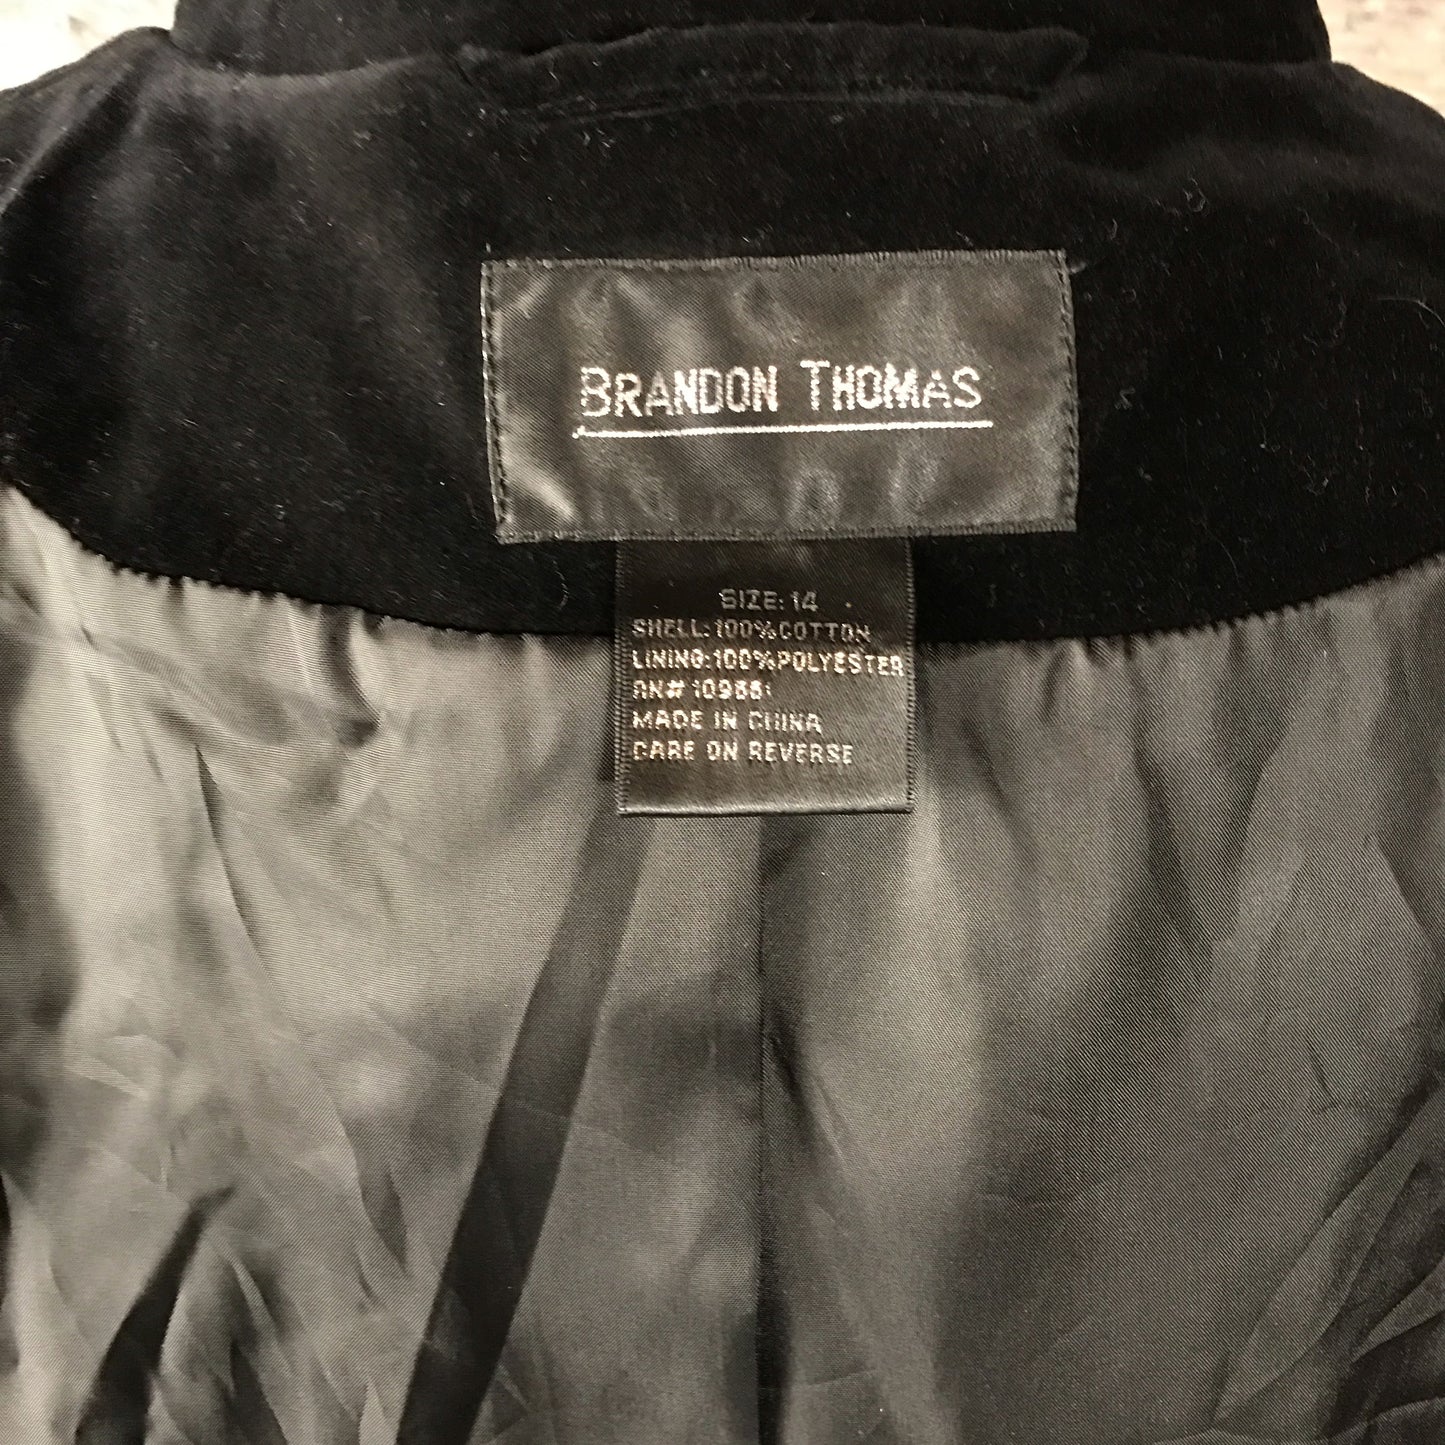 BRANDON THOMAS
SIZE: 14
SHELL: 100% COTTON
LINING: 100% POLYESTER
MADE IN CHINA
CARE ON REVERSE